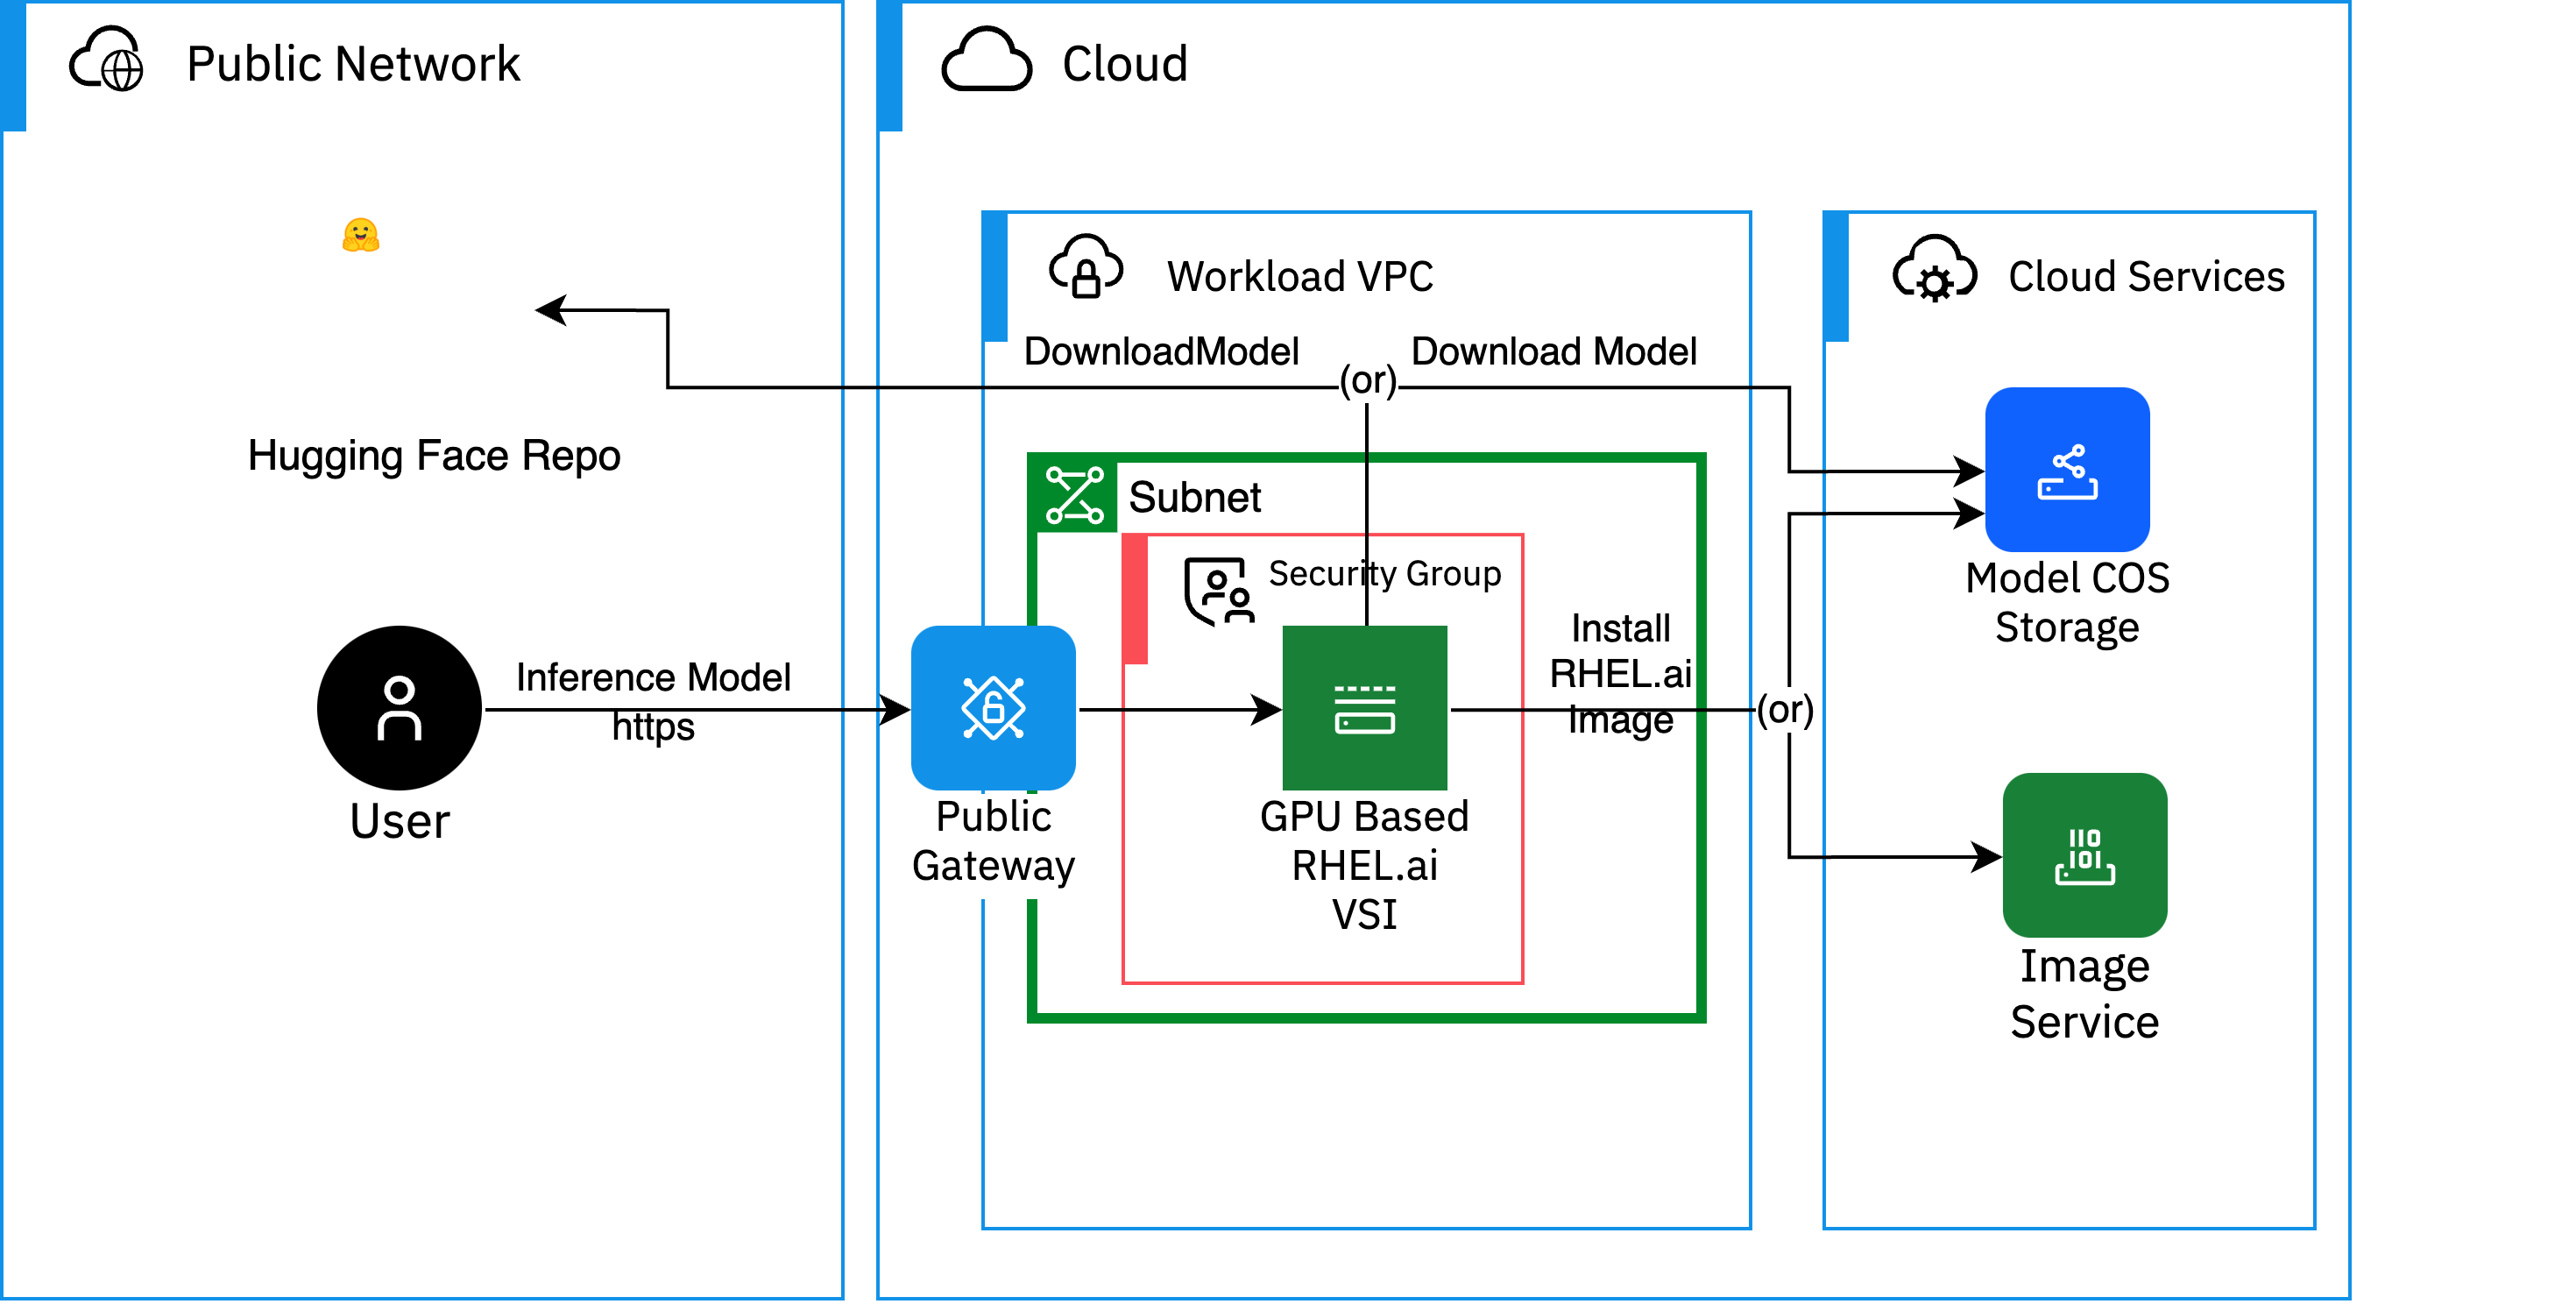 Public Network
Cloud
Workload VPC
Cloud Services
DownloadModel
Download Model
(or)
Hugging Face Repo
Subnet
Security Group
Model COS
Storage
Install
RHEL.ai
Image
Inference Model
https
(or)
User
Public
Gateway
GPU Based
RHEL.ai
VSI
Image
Service